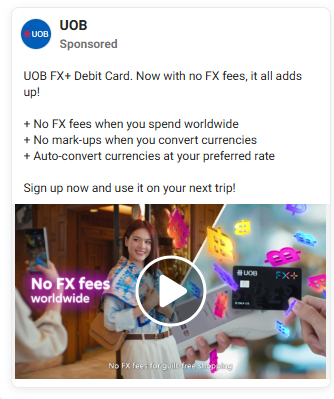 UOB
UOB
Sponsored
UOB FX+ Debit Card. Now with no FX fees, it all adds
up!
+ No FX fees when you spend worldwide
+ No mark-ups when you convert currencies
+ Auto-convert currencies at your preferred rate
Sign up now and use it on your next trip!
No FX fees
worldwide
UOB
FX+
No FX fees for guilt-free shopping